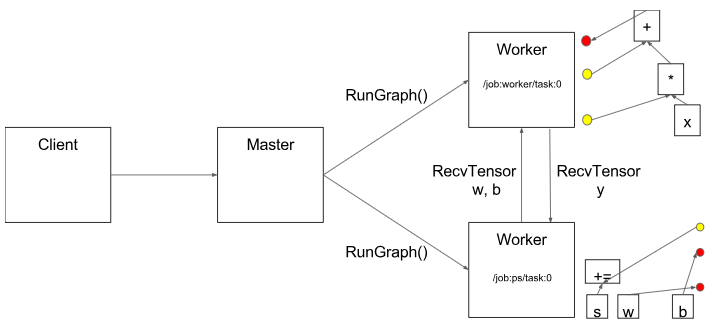 Client
Master
RunGraph()
RunGraph()
Worker
/job:worker/task:0
RecvTensor
w, b
RecvTensor
y
Worker
/job:ps/task:0
+
*
x
+=
s
w
b